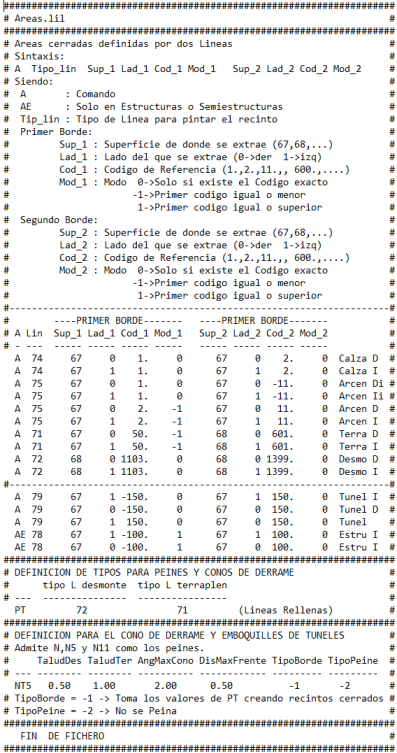 ################################################################################
# Areas.lil #
################################################################################
# Areas cerradas definidas por dos Lineas #
# Sintaxis: #
# A Tipo_lin Sup_1 Lad_1 Cod_1 Mod_1 Sup_2 Lad_2 Cod_2 Mod_2 #
# Siendo: #
# A : Comando #
# AE : Solo en Estructuras o Semiestructuras #
# Tip_lin : Tipo de Linea para pintar el recinto #
# Primer Borde: #
# Sup_1 : Superficie de donde se extrae (67,68,...) #
# Lad_1 : Lado del que se extrae (0->der 1->izq) #
# Cod_1 : Codigo de Referencia (1.,2.,11.,, 600.,....) #
# Mod_1 : Modo 0->Solo si existe el Codigo exacto #
# -1->Primer codigo igual o menor #
# 1->Primer codigo igual o superior #
# Segundo Borde: #
# Sup_2 : Superficie de donde se extrae (67,68,...) #
# Lad_2 : Lado del que se extrae (0->der 1->izq) #
# Cod_2 : Codigo de Referencia (1.,2.,11.,, 600.,....) #
# Mod_2 : Modo 0->Solo si existe el Codigo exacto #
# -1->Primer codigo igual o menor #
# 1->Primer codigo igual o superior #
#------------------------------------------------------------------------------#
# ----PRIMER BORDE------- ----PRIMER BORDE------- #
# A Lin Sup_1 Lad_1 Cod_1 Mod_1 Sup_2 Lad_2 Cod_2 Mod_2 #
# - --- ----- ----- ----- ----- ----- ----- ----- ----- #
A 74 67 0 1. 0 67 0 2. 0 Calza D #
A 74 67 1 1. 0 67 1 2. 0 Calza I #
A 75 67 0 1. 0 67 0 -11. 0 Arcen Di #
A 75 67 1 1. 0 67 1 -11. 0 Arcen Ii #
A 75 67 0 2. -1 67 0 11. 0 Arcen D #
A 75 67 1 2. -1 67 1 11. 0 Arcen I #
A 71 67 0 50. -1 68 0 601. 0 Terra D #
A 71 67 1 50. -1 68 1 601. 0 Terra I #
A 72 68 0 1103. 0 68 0 1399. 0 Desmo D #
A 72 68 1 1103. 0 68 1 1399. 0 Desmo I #
#------------------------------------------------------------------------------#
A 79 67 1 -150. 0 67 1 150. 0 Tunel I #
A 79 67 0 -150. 0 67 0 150. 0 Tunel D #
A 79 67 1 150. 0 67 0 150. 0 Tunel #
AE 78 67 1 -100. 1 67 1 100. 0 Estru I #
AE 78 67 0 -100. 1 67 0 100. 0 Estru I #
################################################################################
# DEFINICION DE TIPOS PARA PEINES Y CONOS DE DERRAME #
# tipo L desmonte tipo L terraplen #
# --- --------------- ---------------- #
PT 72 71 (Lineas Rellenas) #
################################################################################
# DEFINICION PARA EL CONO DE DERRAME Y EMBOQUILLES DE TUNELES #
# Admite N,N5 y N11 como los peines. #
# TaludDes TaludTer AngMaxCono DisMaxFrente TipoBorde TipoPeine #
# --- -------- -------- ---------- ------------ --------- --------- #
NT5 0.50 1.00 2.00 0.50 -1 -2 #
# TipoBorde = -1 -> Toma los valores de PT creando recintos cerrados #
# TipoPeine = -2 -> No se Peina #
################################################################################
FIN DE FICHERO #
################################################################################